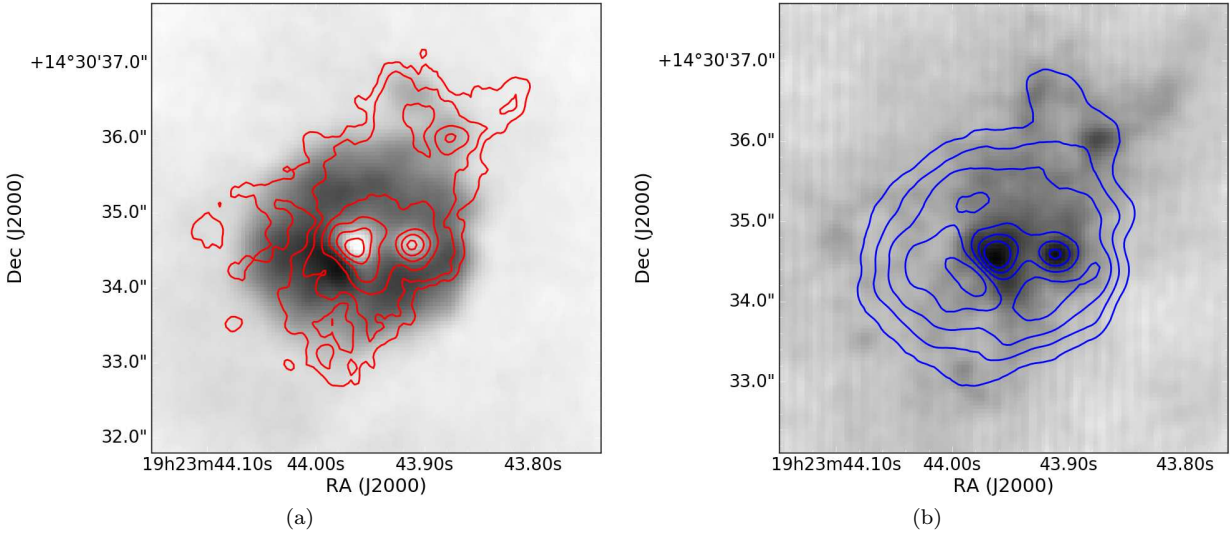 +14°30'37.0"
36.0"
35.0"
34.0"
33.0"
32.0"
Dec (J2000)
19h23m44.10s 44.00s 43.90s 43.80s
RA (J2000)
(a)
+14°30'37.0"
36.0"
35.0"
34.0"
33.0"
Dec (J2000)
19h23m44.10s 44.00s 43.90s 43.80s
RA (J2000)
(b)